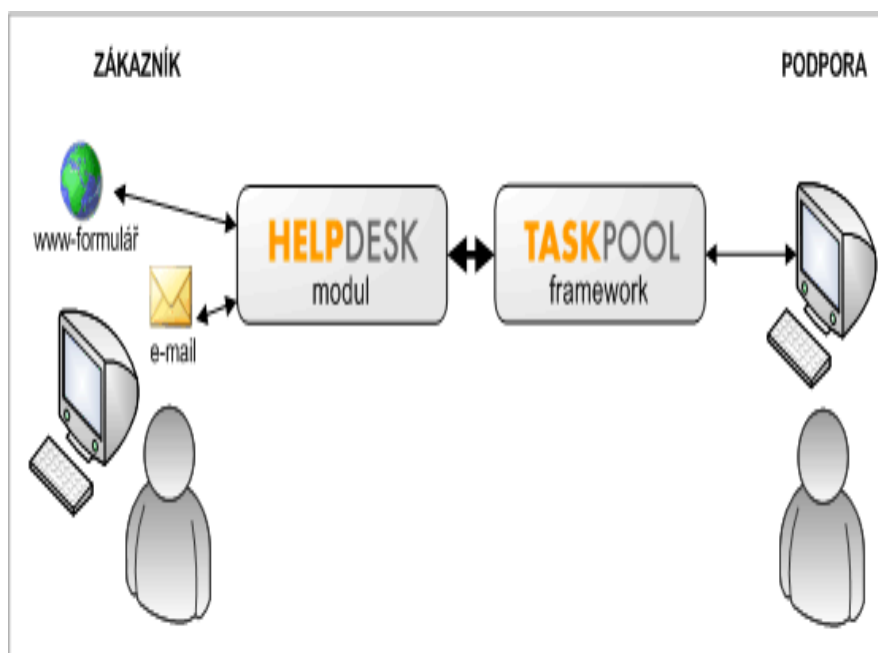 ZÁKAZNÍK
PODPORA
www-formulář
HELPDESK
modul
TASKPOOL
framework
e-mail